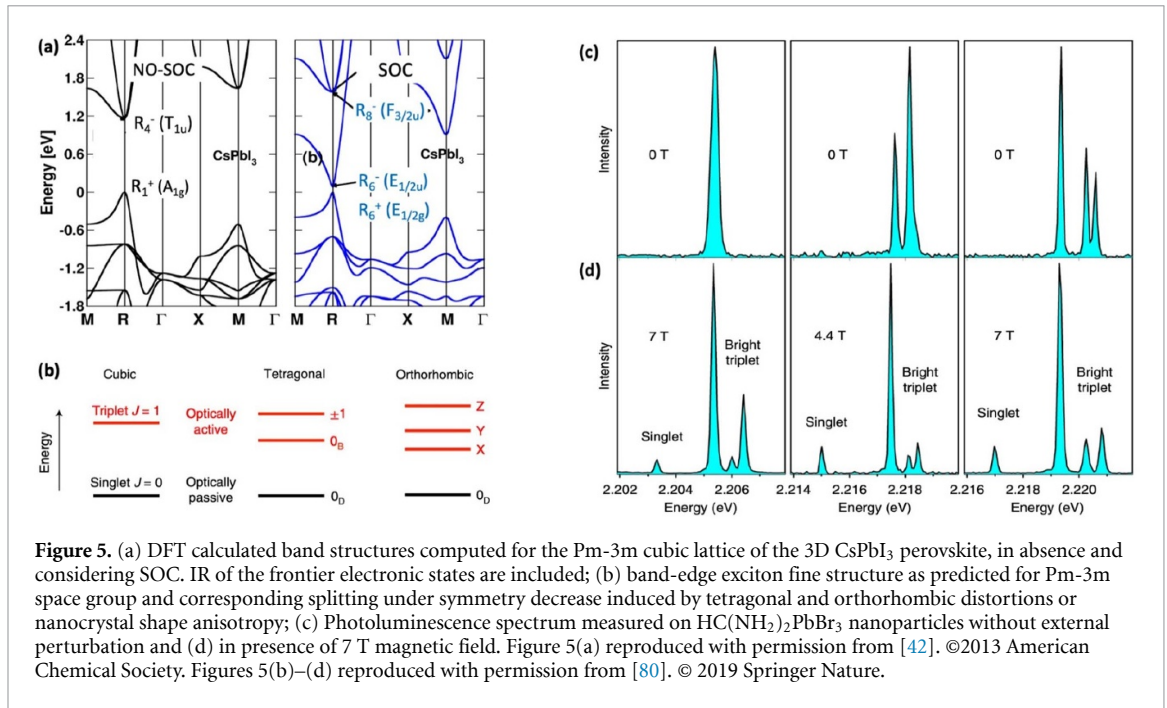 (a)
2.4
1.8
1.2
0.6
0
-0.6
-1.2
-1.8
Energy [eV]
NO-SOC
R₄⁻ (T₁ᵤ)
CsPbI₃
R₁⁺ (A₁g)
M R Γ X M Γ
SOC
R₈⁻ (F₃/₂ᵤ)
(b)
CsPbI₃
R₆⁻ (E₁/₂ᵤ)
R₆⁺ (E₁/₂g)
M R Γ X M Γ
(b)
Cubic Tetragonal Orthorhombic
Energy
Triplet J = 1
Optically
active
±1
0B
Z
Y
X
Singlet J = 0
Optically
passive
0D
0D
(c)
Intensity
0 T
0 T
0 T
(d)
Intensity
7 T
Bright
triplet
Singlet
4.4 T
Bright
triplet
Singlet
7 T
Bright
triplet
Singlet
2.202 2.204 2.206 2.214 2.216 2.218 2.216 2.218 2.220
Energy (eV) Energy (eV) Energy (eV)
Figure 5. (a) DFT calculated band structures computed for the Pm-3m cubic lattice of the 3D CsPbI₃ perovskite, in absence and
considering SOC. IR of the frontier electronic states are included; (b) band-edge exciton fine structure as predicted for Pm-3m
space group and corresponding splitting under symmetry decrease induced by tetragonal and orthorhombic distortions or
nanocrystal shape anisotropy; (c) Photoluminescence spectrum measured on HC(NH₂)₂PbBr₃ nanoparticles without external
perturbation and (d) in presence of 7 T magnetic field. Figure 5(a) reproduced with permission from [42]. ©2013 American
Chemical Society. Figures 5(b)–(d) reproduced with permission from [80]. © 2019 Springer Nature.